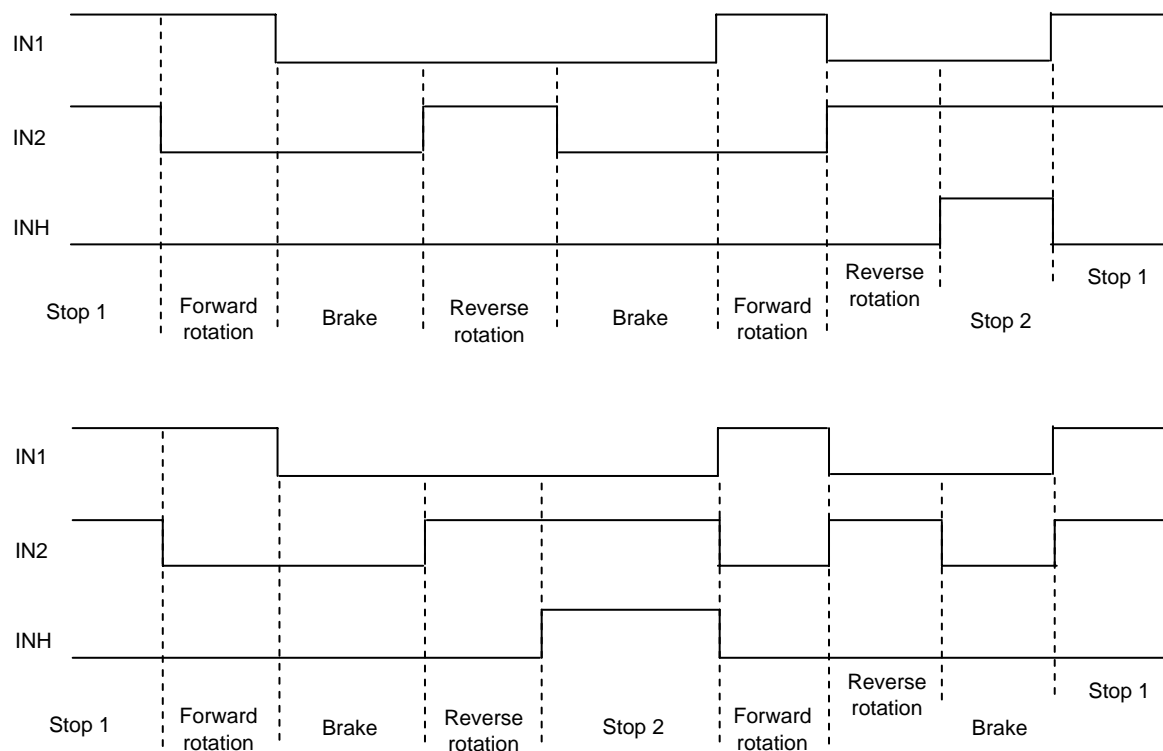 IN1
IN2
INH
Stop 1
Forward
rotation
Brake
Reverse
rotation
Brake
Forward
rotation
Reverse
rotation
Stop 2
Stop 1
IN1
IN2
INH
Stop 1
Forward
rotation
Brake
Reverse
rotation
Stop 2
Forward
rotation
Reverse
rotation
Brake
Stop 1